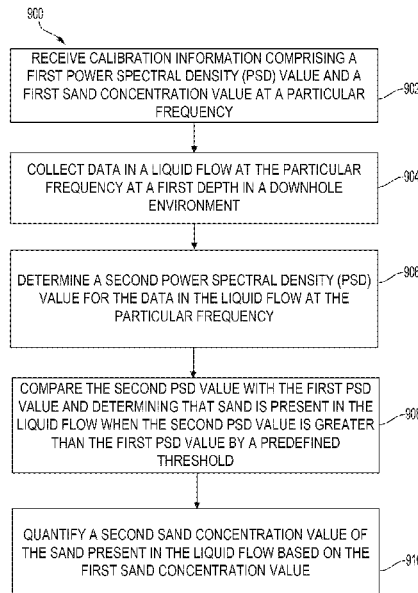 900
RECEIVE CALIBRATION INFORMATION COMPRISING A
FIRST POWER SPECTRAL DENSITY (PSD) VALUE AND A
FIRST SAND CONCENTRATION VALUE AT A PARTICULAR
FREQUENCY
902
COLLECT DATA IN A LIQUID FLOW AT THE PARTICULAR
FREQUENCY AT A FIRST DEPTH IN A DOWNHOLE
ENVIRONMENT
904
DETERMINE A SECOND POWER SPECTRAL DENSITY (PSD)
VALUE FOR THE DATA IN THE LIQUID FLOW AT THE
PARTICULAR FREQUENCY
906
COMPARE THE SECOND PSD VALUE WITH THE FIRST PSD
VALUE AND DETERMINING THAT SAND IS PRESENT IN THE
LIQUID FLOW WHEN THE SECOND PSD VALUE IS GREATER
THAN THE FIRST PSD VALUE BY A PREDEFINED
THRESHOLD
908
QUANTIFY A SECOND SAND CONCENTRATION VALUE OF
THE SAND PRESENT IN THE LIQUID FLOW BASED ON THE
FIRST SAND CONCENTRATION VALUE
910